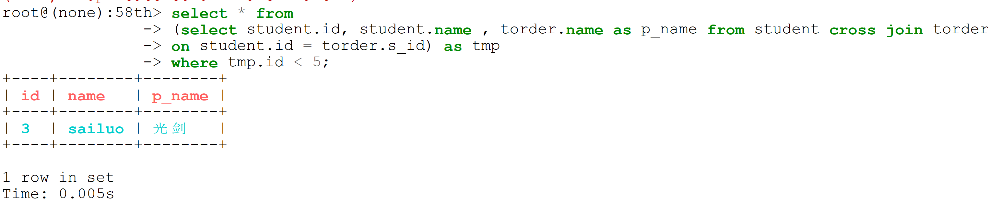 root@(none):58th> select * from
-> (select student.id, student.name , torder.name as p_name from student cross join torder
-> on student.id = torder.s_id) as tmp
-> where tmp.id < 5;
+----+--------+--------+
| id | name   | p_name |
+----+--------+--------+
| 3  | sailuo | 光剑   |
+----+--------+--------+
1 row in set
Time: 0.005s